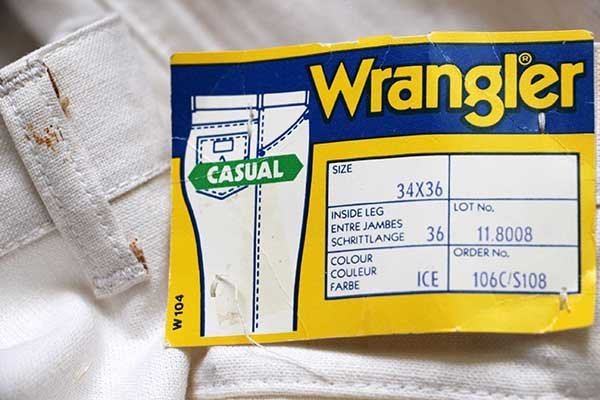 Wrangler®
CASUAL
SIZE
34X36
INSIDE LEG
ENTRE JAMBES
SCHRITTLANGE 36
LOT No.
11.8008
COLOUR
COULEUR
FARBE ICE
ORDER No.
106C/S108
W 104